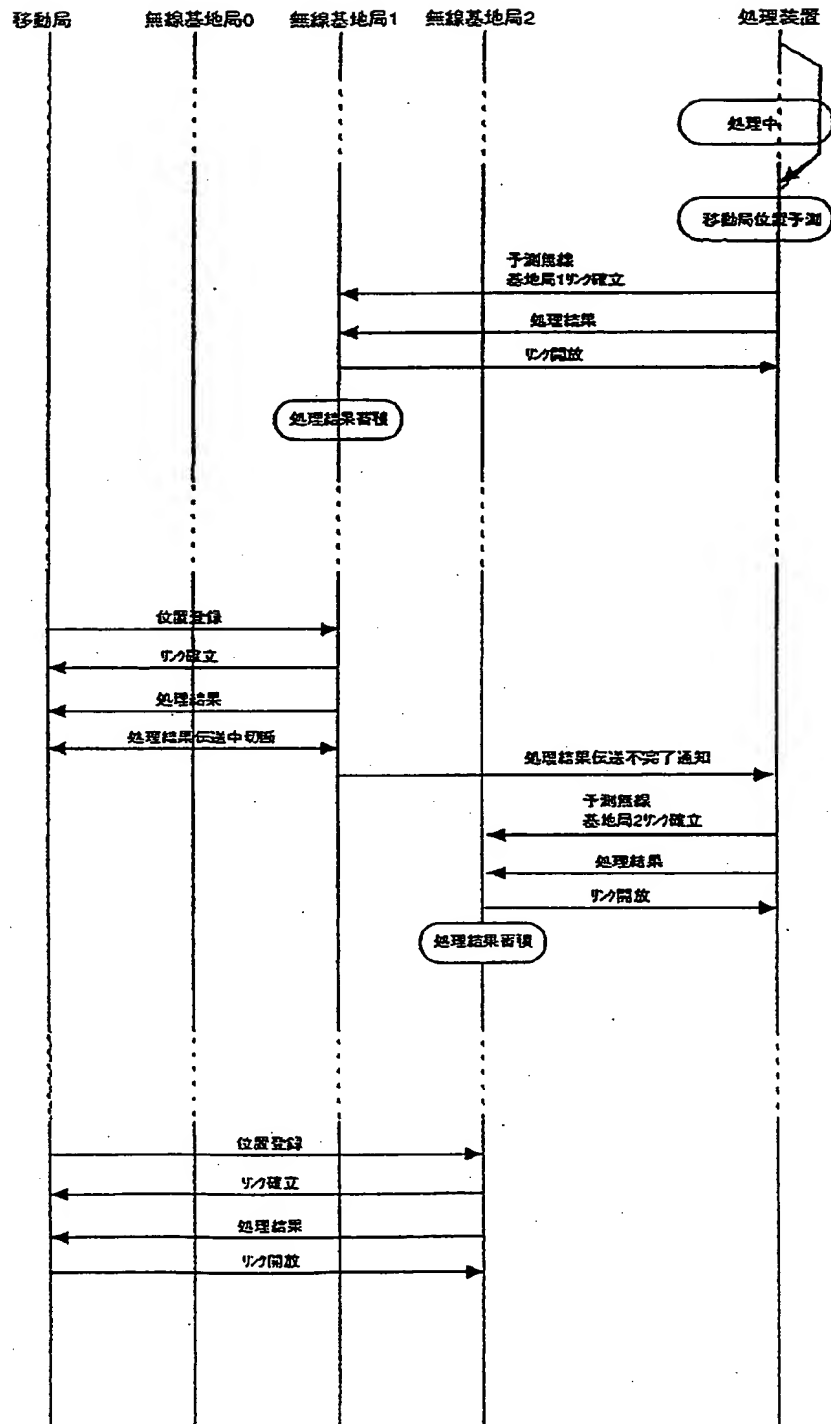 移動局 無線基地局0 無線基地局1 無線基地局2 処理装置
処理中
移動局位置予測
予測無線
基地局1リンク確立
処理結果
リンク開放
処理結果蓄積
位置登録
リンク確立
処理結果
処理結果伝送中切断
処理結果伝送不完了通知
予測無線
基地局2リンク確立
処理結果
リンク開放
処理結果蓄積
位置登録
リンク確立
処理結果
リンク開放